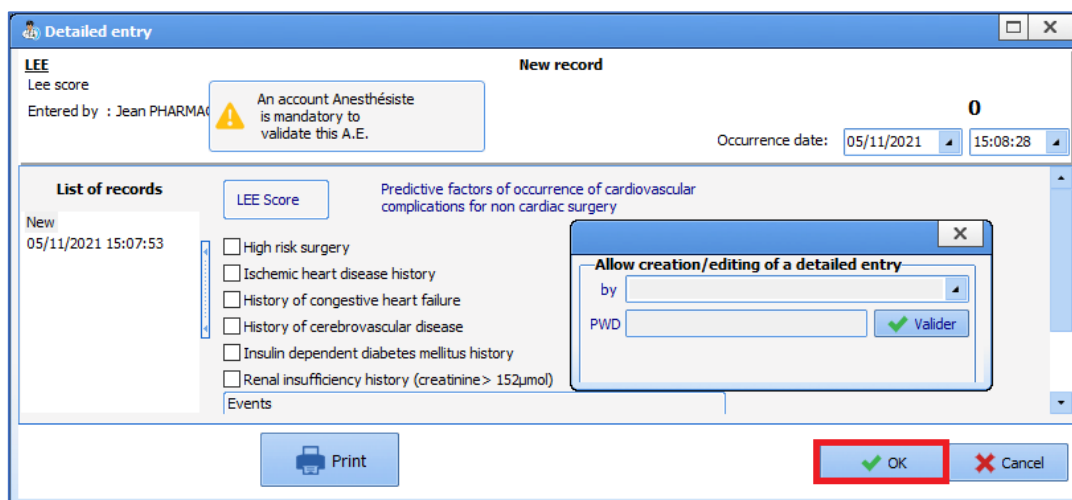 Detailed entry
LEE
New record
Lee score
Entered by : Jean PHARMA
An account Anesthésiste
is mandatory to
validate this A.E.
0
Occurrence date: 05/11/2021 15:08:28
List of records
New
05/11/2021 15:07:53
LEE Score
Predictive factors of occurrence of cardiovascular
complications for non cardiac surgery
High risk surgery
Ischemic heart disease history
History of congestive heart failure
History of cerebrovascular disease
Insulin dependent diabetes mellitus history
Renal insufficiency history (creatinine> 152µmol)
Events
Allow creation/editing of a detailed entry
by
PWD
Valider
Print
OK
Cancel